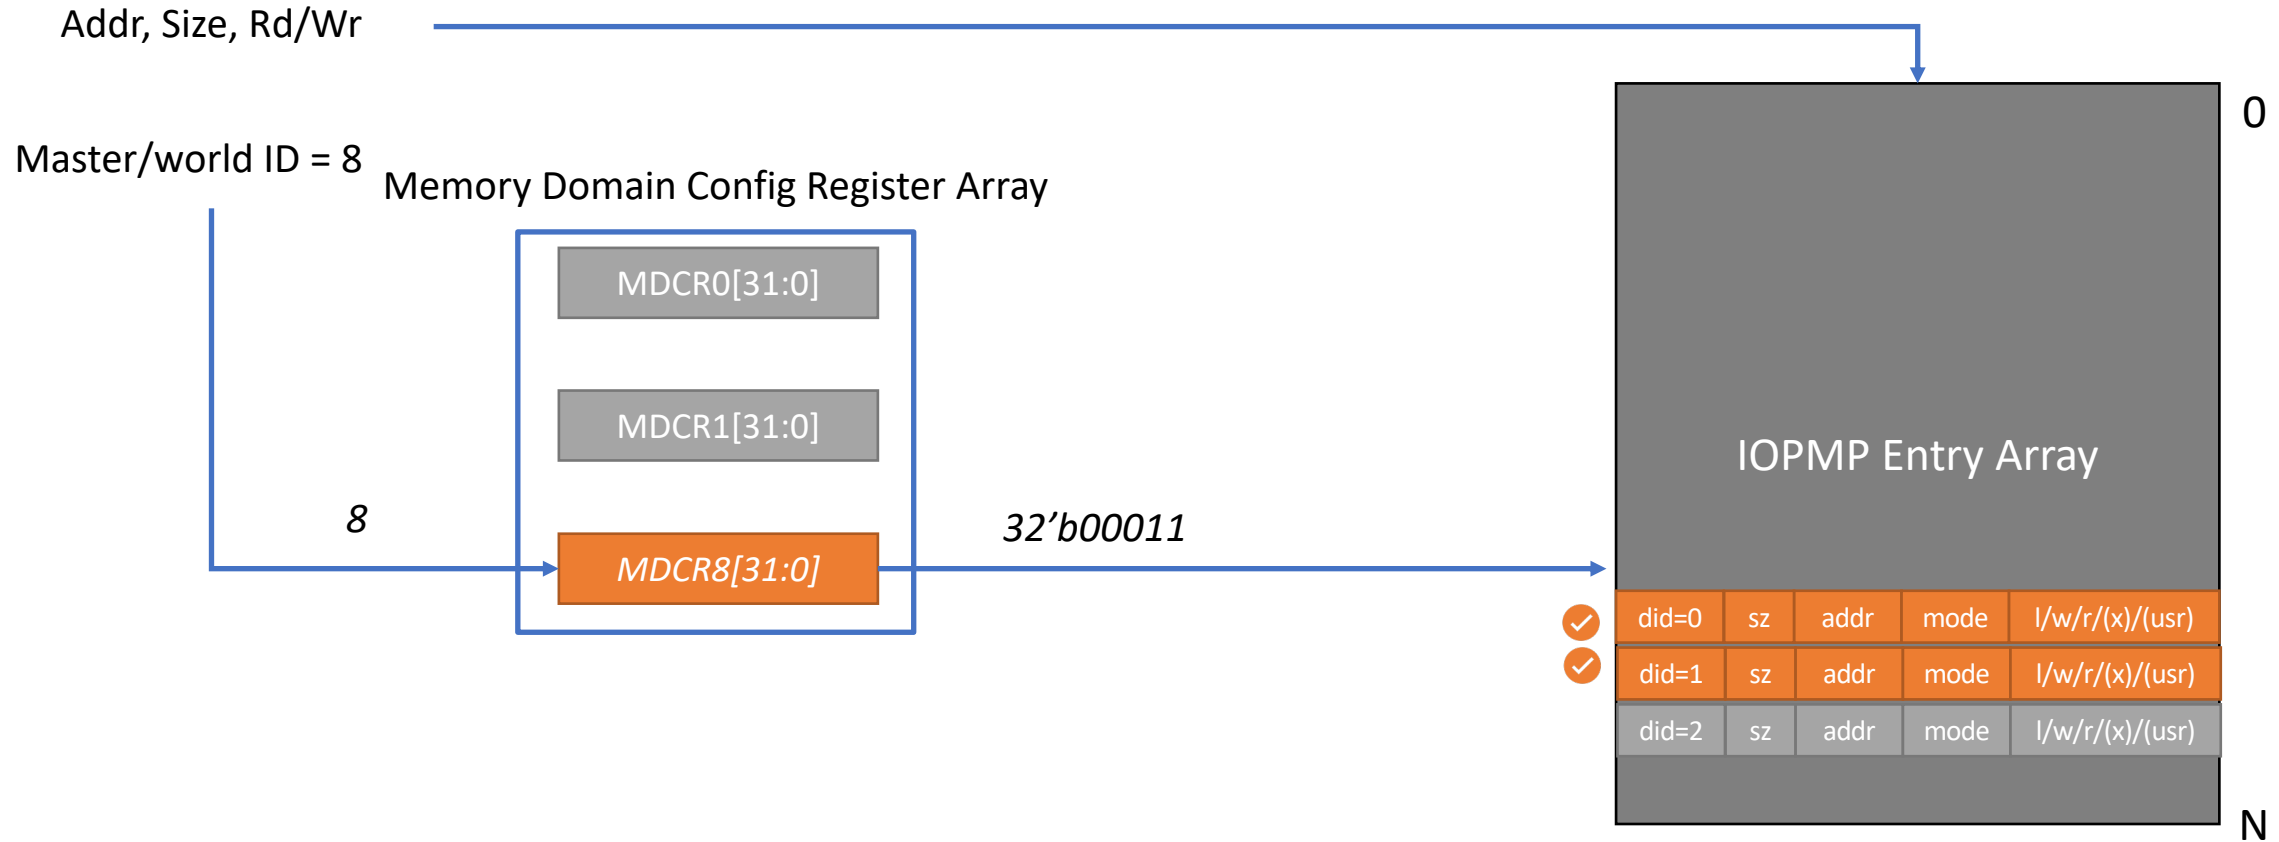 Addr, Size, Rd/Wr
0
Master/world ID = 8
Memory Domain Config Register Array
MDCR0[31:0]
MDCR1[31:0]
IOPMP Entry Array
8
32’b00011
MDCR8[31:0]
did=0 sz addr mode l/w/r/(x)/(usr)
did=1 sz addr mode l/w/r/(x)/(usr)
did=2 sz addr mode l/w/r/(x)/(usr)
N